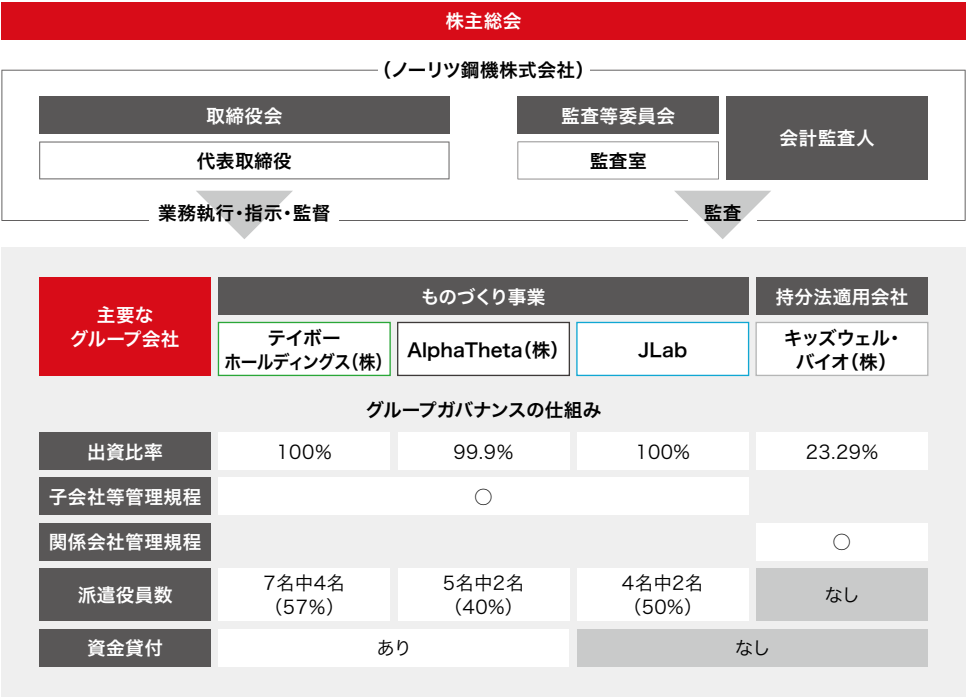 株主総会
（ノーリツ鋼機株式会社）
取締役会
監査等委員会
会計監査人
代表取締役
監査室
業務執行・指示・監督
監査
主要な
グループ会社
ものづくり事業
持分法適用会社
テイボー
ホールディングス（株）
AlphaTheta（株）
JLab
キッズウェル・
バイオ（株）
グループガバナンスの仕組み
出資比率
100%
99.9%
100%
23.29%
子会社等管理規程
○
関係会社管理規程
○
派遣役員数
7名中4名
（57%）
5名中2名
（40%）
4名中2名
（50%）
なし
資金貸付
あり
なし